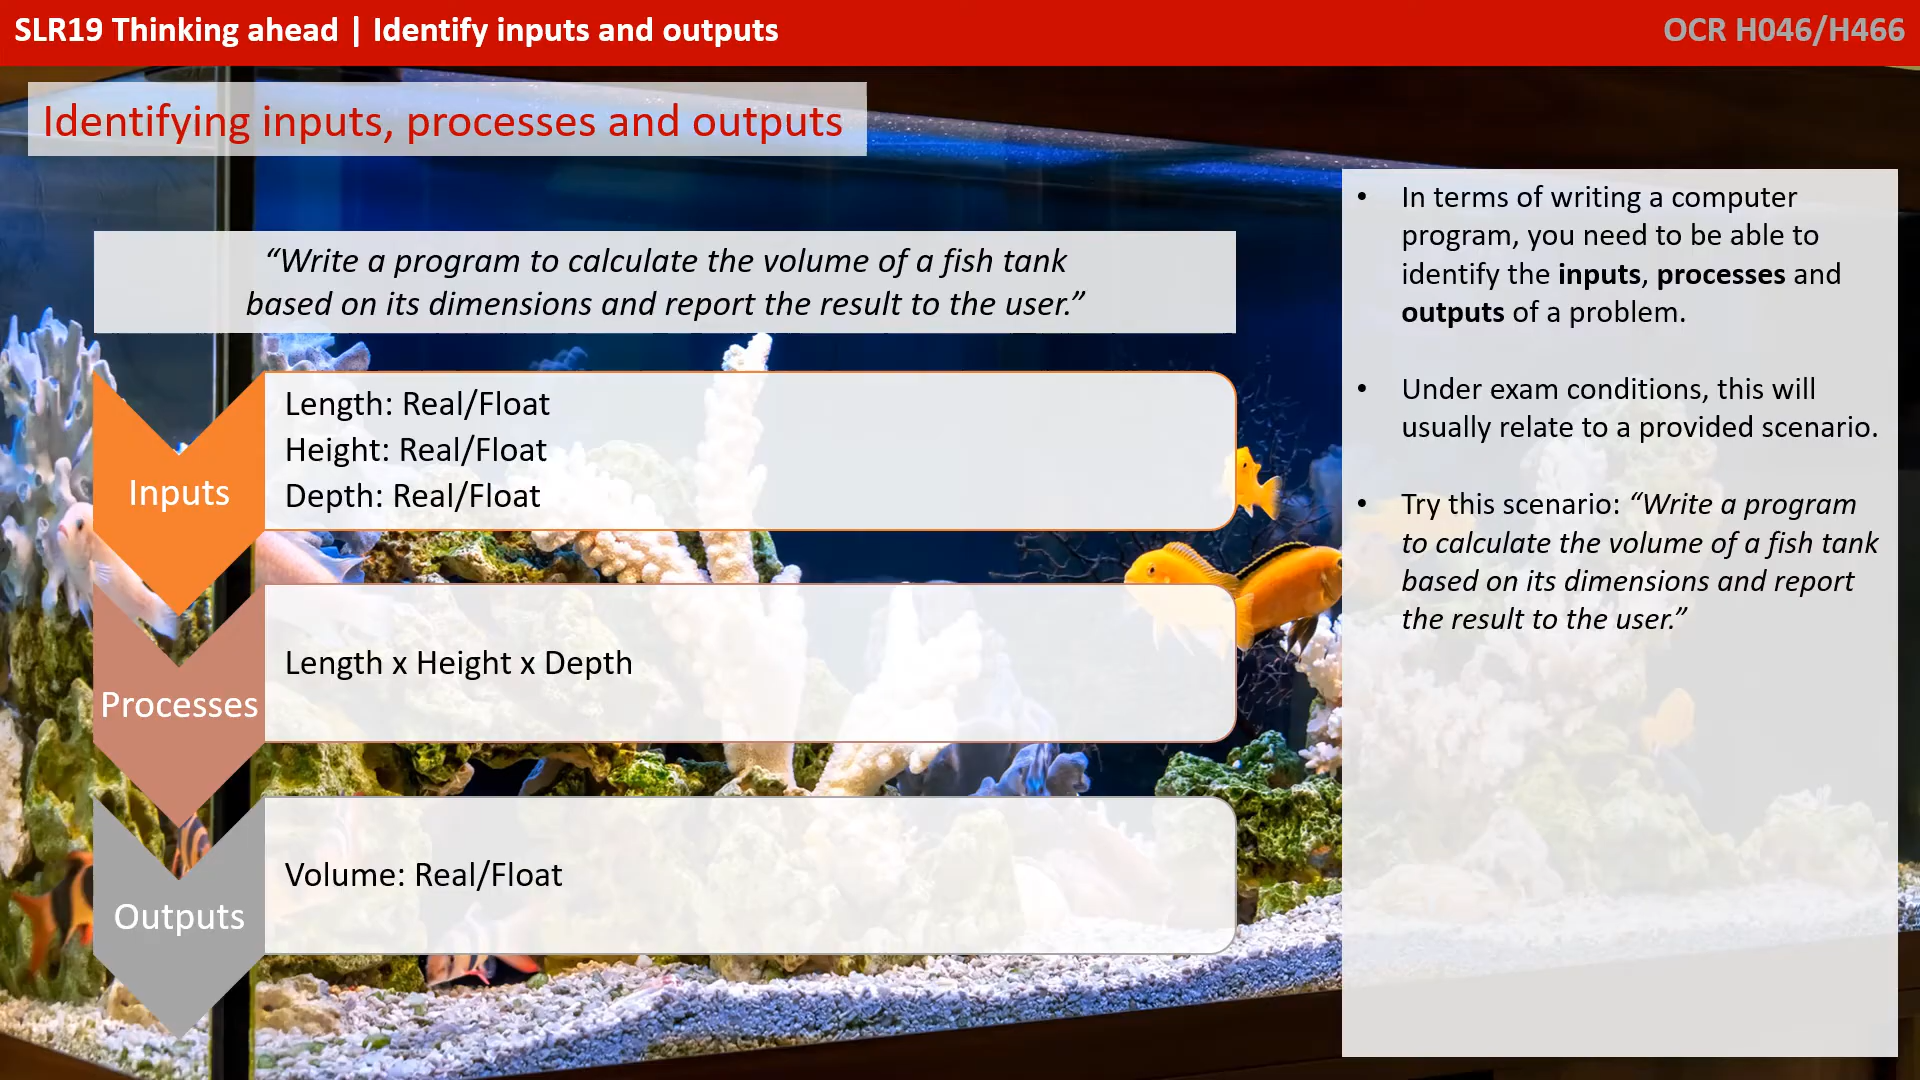 SLR19 Thinking ahead | Identify inputs and outputs
OCR H046/H466
Identifying inputs, processes and outputs
“Write a program to calculate the volume of a fish tank
based on its dimensions and report the result to the user.”
Inputs
Length: Real/Float
Height: Real/Float
Depth: Real/Float
Processes
Length x Height x Depth
Outputs
Volume: Real/Float
• In terms of writing a computer
program, you need to be able to
identify the inputs, processes and
outputs of a problem.
• Under exam conditions, this will
usually relate to a provided scenario.
• Try this scenario: “Write a program
to calculate the volume of a fish tank
based on its dimensions and report
the result to the user.”